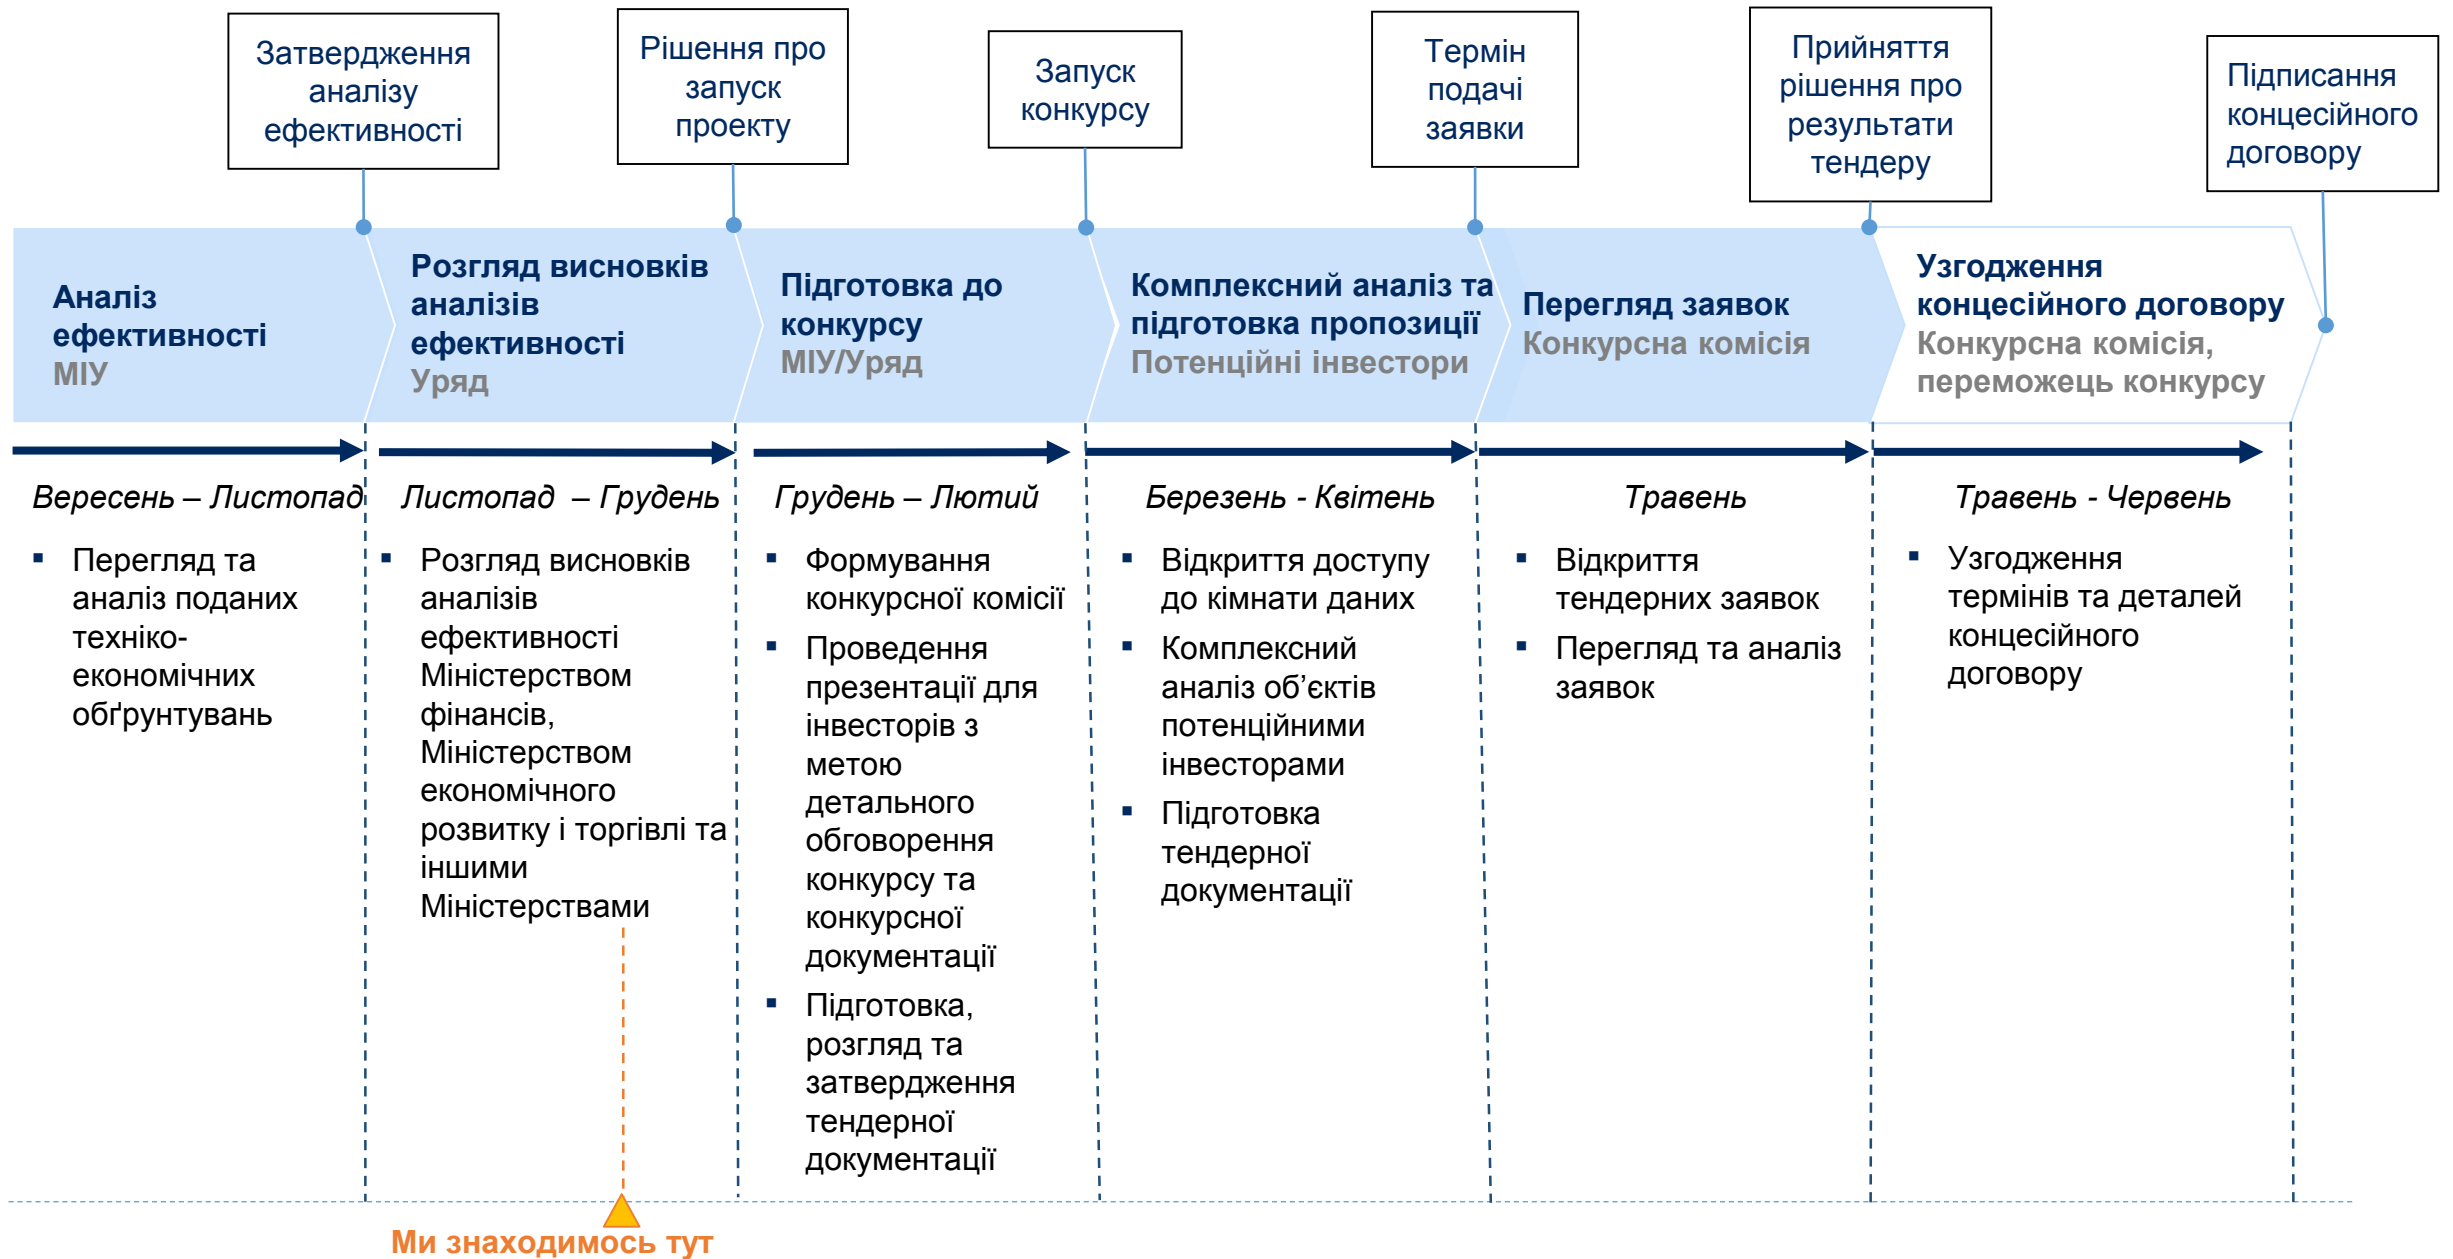 Затвердження
аналізу
ефективності
Рішення про
запуск
проекту
Запуск
конкурсу
Термін
подачі
заявки
Прийняття
рішення про
результати
тендеру
Підписання
концесійного
договору
Аналіз
ефективності
МІУ
Розгляд висновків
аналізів
ефективності
Уряд
Підготовка до
конкурсу
МІУ/Уряд
Комплексний аналіз та
підготовка пропозиції
Потенційні інвестори
Перегляд заявок
Конкурсна комісія
Узгодження
концесійного договору
Конкурсна комісія,
переможець конкурсу
Вересень – Листопад
▪ Перегляд та
аналіз поданих
техніко-
економічних
обґрунтувань
Листопад – Грудень
▪ Розгляд висновків
аналізів
ефективності
Міністерством
фінансів,
Міністерством
економічного
розвитку і торгівлі та
іншими
Міністерствами
Грудень – Лютий
▪ Формування
конкурсної комісії
▪ Проведення
презентації для
інвесторів з
метою
детального
обговорення
конкурсу та
конкурсної
документації
▪ Підготовка,
розгляд та
затвердження
тендерної
документації
Березень - Квітень
▪ Відкриття доступу
до кімнати даних
▪ Комплексний
аналіз об’єктів
потенційними
інвесторами
▪ Підготовка
тендерної
документації
Травень
▪ Відкриття
тендерних заявок
▪ Перегляд та аналіз
заявок
Травень - Червень
▪ Узгодження
термінів та деталей
концесійного
договору
Ми знаходимось тут